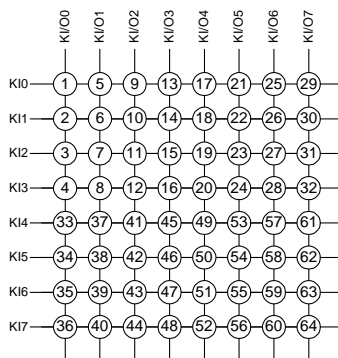 KI/O0 KI/O1 KI/O2 KI/O3 KI/O4 KI/O5 KI/O6 KI/O7
KI0 1 5 9 13 17 21 25 29
KI1 2 6 10 14 18 22 26 30
KI2 3 7 11 15 19 23 27 31
KI3 4 8 12 16 20 24 28 32
KI4 33 37 41 45 49 53 57 61
KI5 34 38 42 46 50 54 58 62
KI6 35 39 43 47 51 55 59 63
KI7 36 40 44 48 52 56 60 64